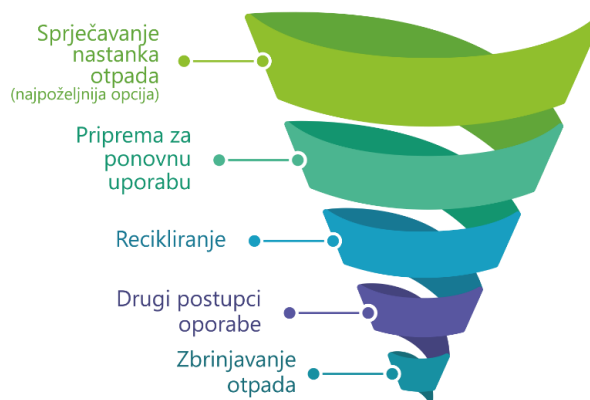 Sprječavanje
nastanka
otpada
(najpoželjnija opcija)
Priprema za
ponovnu
uporabu
Recikliranje
Drugi postupci
oporabe
Zbrinjavanje
otpada